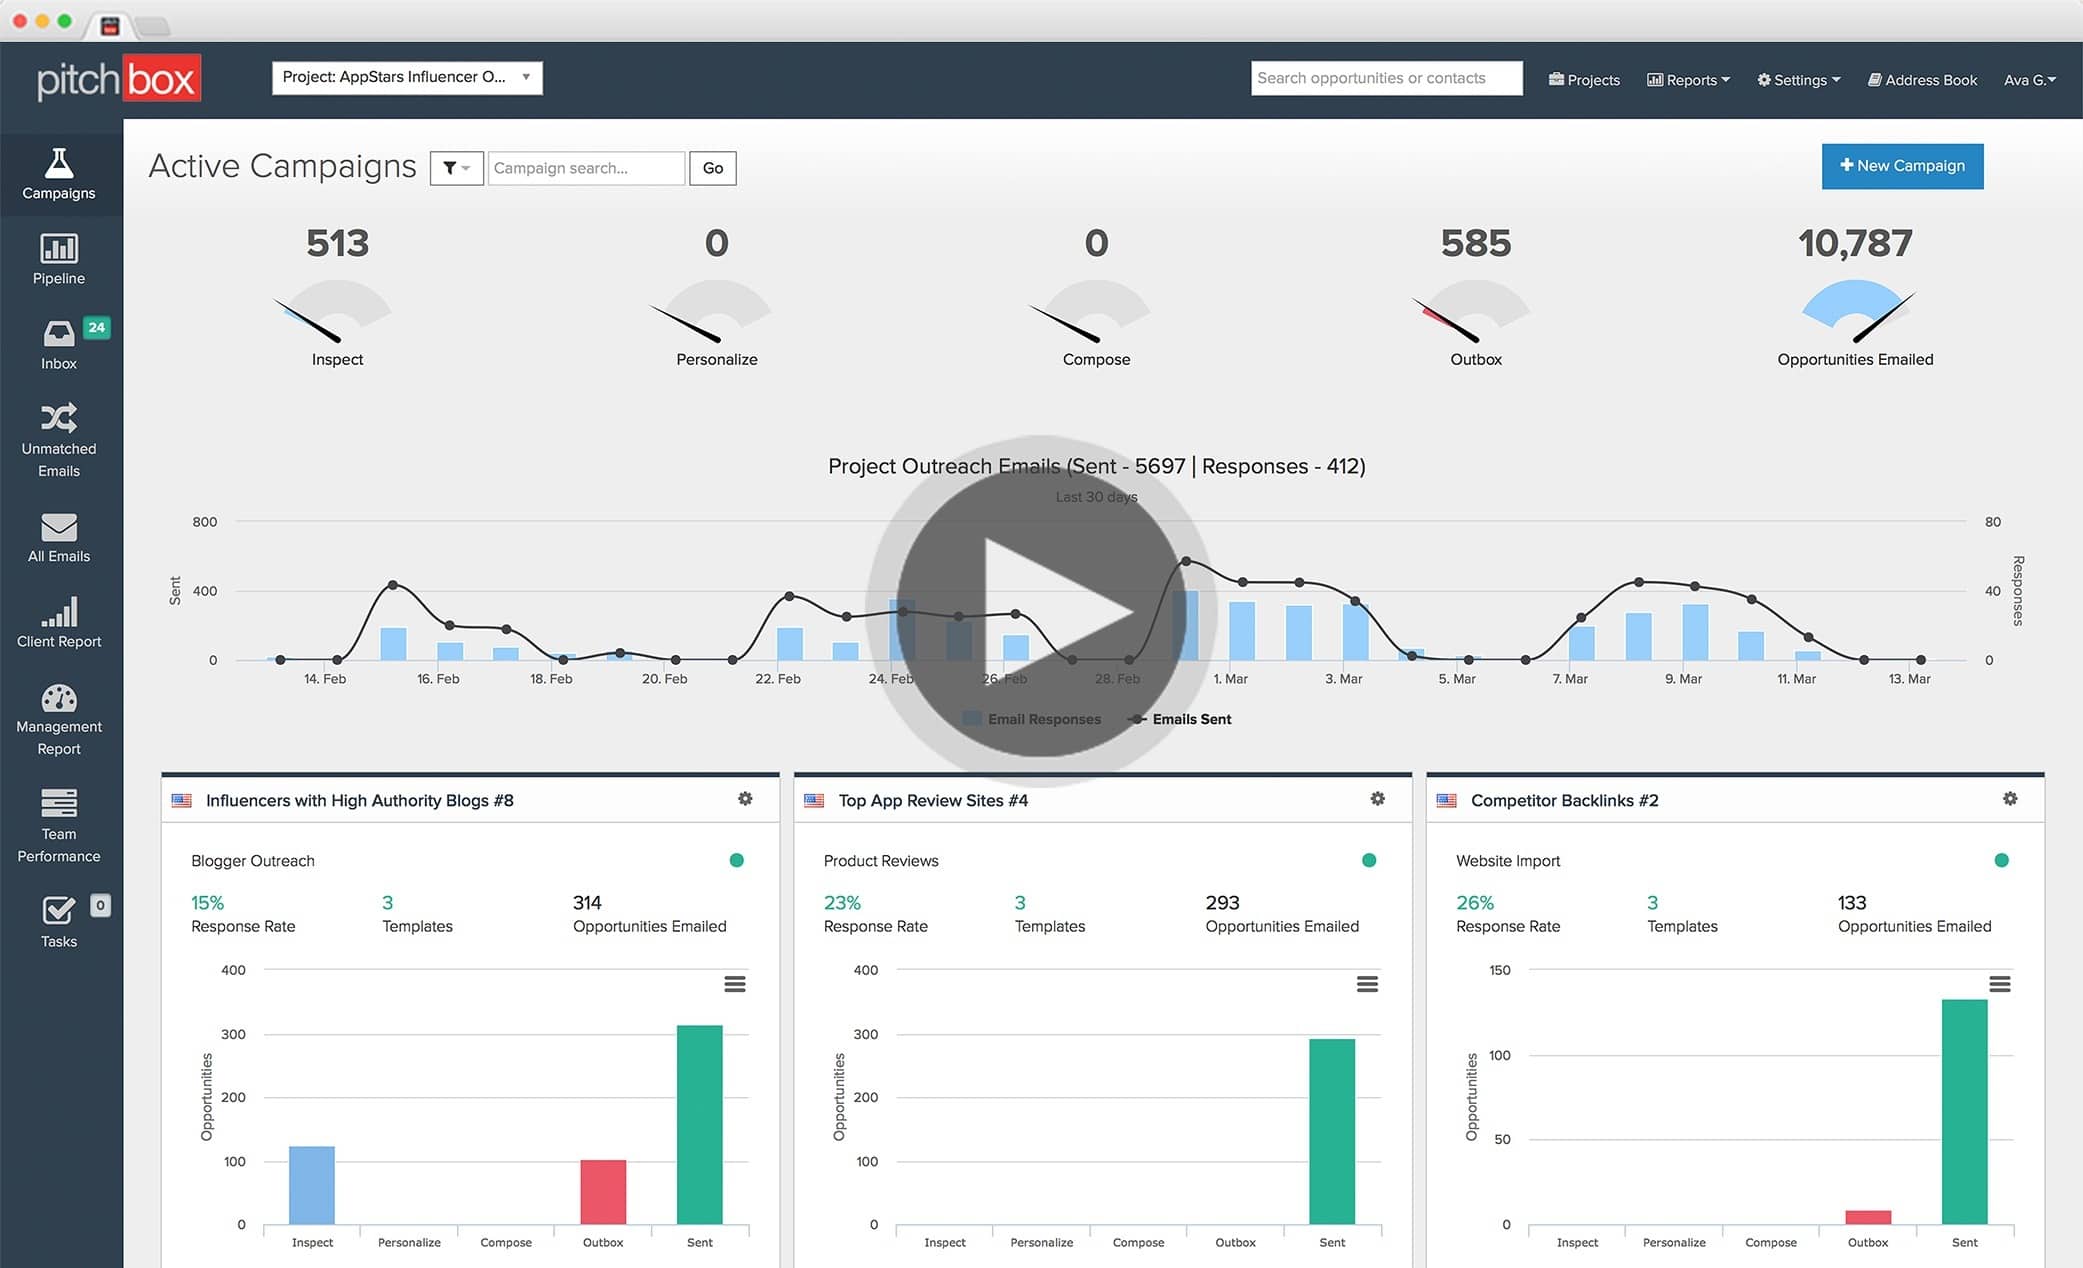 pitchbox
Project: AppStars Influencer O...
Search opportunities or contacts
Projects
Reports
Settings
Address Book
Ava G.
Campaigns
Pipeline
24
Inbox
Unmatched
Emails
All Emails
Client Report
Management
Report
Team
Performance
0
Tasks
Active Campaigns
Campaign search...
Go
+ New Campaign
513
0
0
585
10,787
Inspect
Personalize
Compose
Outbox
Opportunities Emailed
Project Outreach Emails (Sent - 5697 | Responses - 412)
Last 30 days
800
400
0
Sent
80
40
0
Responses
14. Feb
16. Feb
18. Feb
20. Feb
22. Feb
24. Feb
26. Feb
28. Feb
1. Mar
3. Mar
5. Mar
7. Mar
9. Mar
11. Mar
13. Mar
Email Responses
Emails Sent
Influencers with High Authority Blogs #8
Blogger Outreach
15%
3
314
Response Rate
Templates
Opportunities Emailed
400
300
200
100
0
Opportunities
Inspect
Personalize
Compose
Outbox
Sent
Top App Review Sites #4
Product Reviews
23%
3
293
Response Rate
Templates
Opportunities Emailed
400
300
200
100
0
Opportunities
Inspect
Personalize
Compose
Outbox
Sent
Competitor Backlinks #2
Website Import
26%
3
133
Response Rate
Templates
Opportunities Emailed
150
100
50
0
Opportunities
Inspect
Personalize
Compose
Outbox
Sent